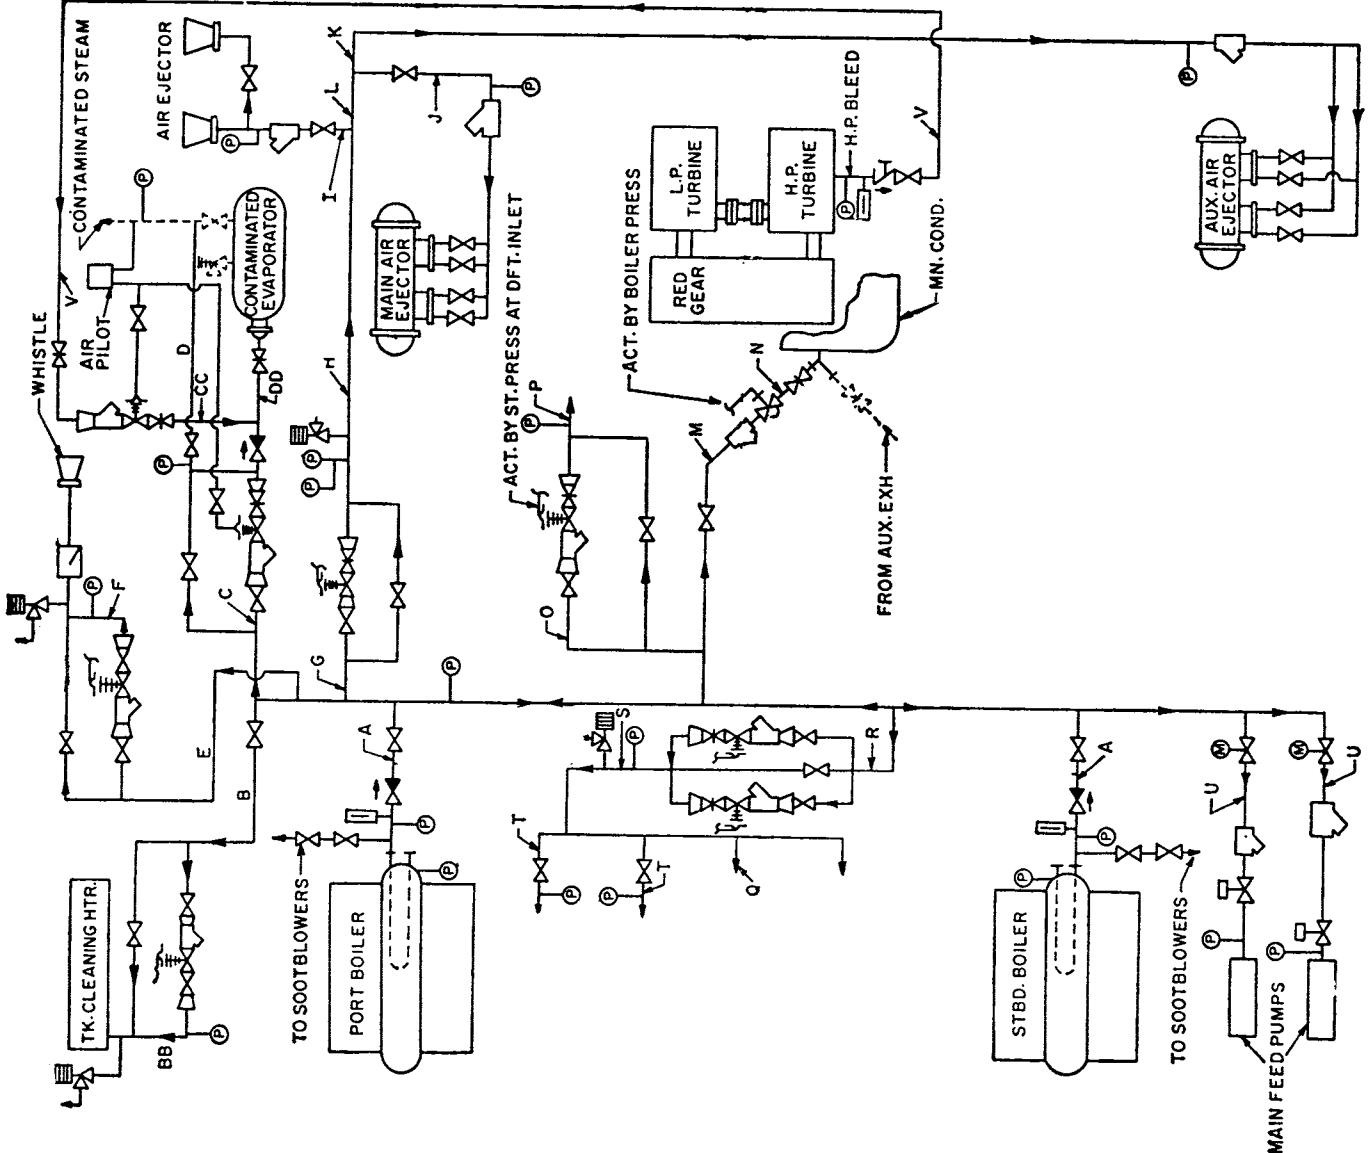 CONTAMINATED STEAM
AIR EJECTOR
K
L
J
I
P
P
P
P
V
AIR
PILOT
D
CC
CONTAMINATED
EVAPORATOR
DD
WHISTLE
P
P
F
C
E
B
H
P
P
G
MAIN AIR
EJECTOR
ACT. BY ST. PRESS AT DFT. INLET
P
P
O
ACT. BY BOILER PRESS
L.P.
TURBINE
H.P.
TURBINE
RED
GEAR
H.P. BLEED
P
V
MN. COND.
N
M
FROM AUX. EXH
P
AUX. AIR
EJECTOR
P
A
P
P
TO SOOTBLOWERS
PORT BOILER
TK. CLEANING HTR.
BB
P
S
P
R
T
P
T
P
Q
A
P
P
STBD. BOILER
TO SOOTBLOWERS
M
M
U
U
P
P
MAIN FEED PUMPS